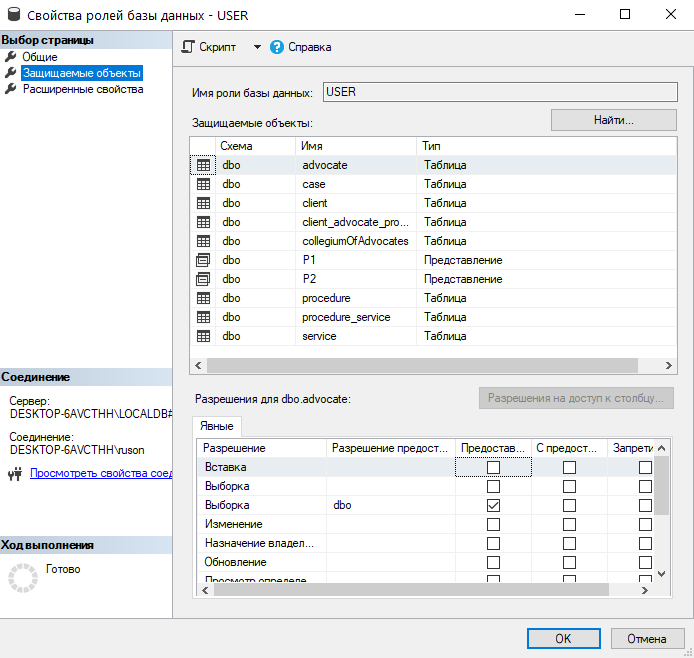 Свойства ролей базы данных - USER
Выбор страницы
Общие
Защищаемые объекты
Расширенные свойства
Скрипт
Справка
Имя роли базы данных: USER
Защищаемые объекты: Найти...
Схема Имя Тип
dbo advocate Таблица
dbo case Таблица
dbo client Таблица
dbo client_advocate_pro... Таблица
dbo collegiumOfAdvocates Таблица
dbo P1 Представление
dbo P2 Представление
dbo procedure Таблица
dbo procedure_service Таблица
dbo service Таблица
Соединение
Сервер:
DESKTOP-6AVCTHH\LOCALDB#
Соединение:
DESKTOP-6AVCTHH\ruson
Просмотреть свойства соед
Ход выполнения
Готово
Разрешения для dbo.advocate: Разрешения на доступ к столбцу...
Явные
Разрешение Разрешение предост... Предостав... С предост... Запрети
Вставка
Выборка
Выборка dbo
Изменение
Назначение владел...
Обновление
Просмотр определе
OK Отмена